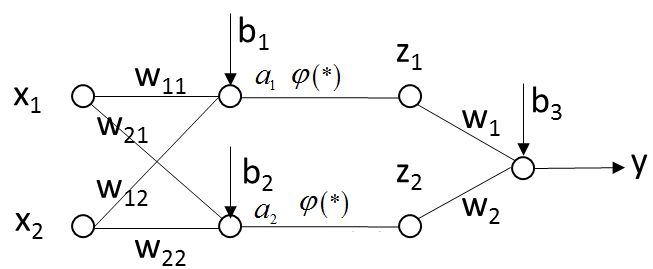 b₁
z₁
w₁₁
a₁ φ(*)
x₁
b₃
w₁
w₂₁
y
b₂
z₂
w₁₂
a₂ φ(*)
w₂
x₂
w₂₂